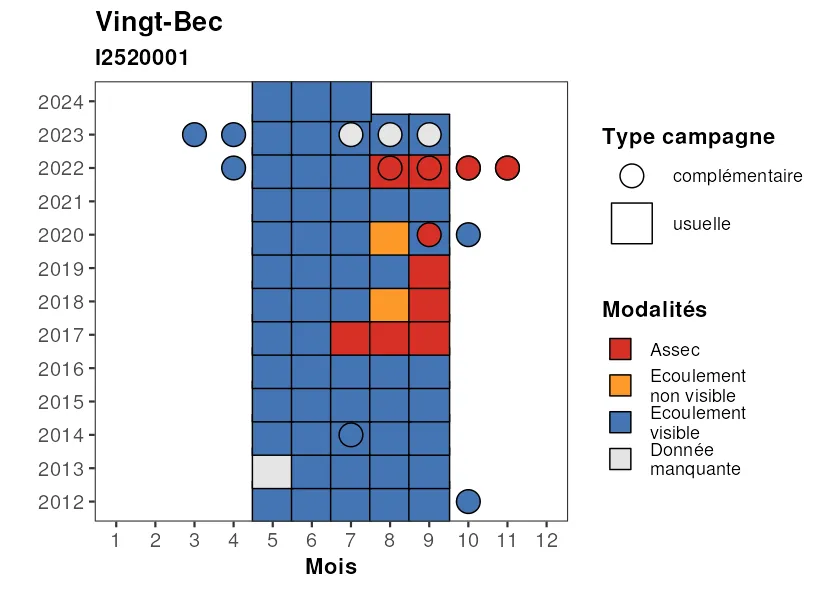 Vingt-Bec
I2520001
2024
2023
2022
2021
2020
2019
2018
2017
2016
2015
2014
2013
2012
1 2 3 4 5 6 7 8 9 10 11 12
Mois
Type campagne
complémentaire
usuelle
Modalités
Assec
Ecoulement
non visible
Ecoulement
visible
Donnée
manquante